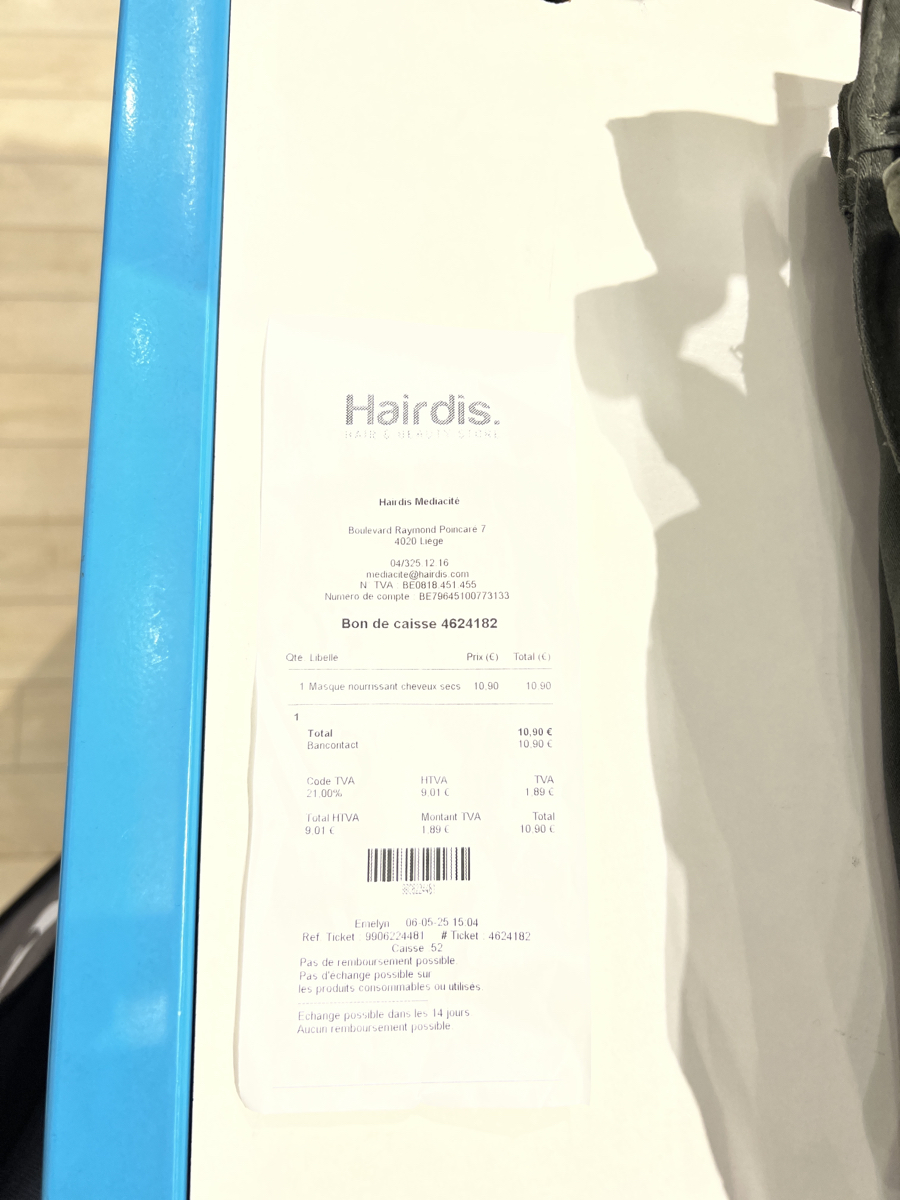 Hairdis.
HAIR & BEAUTY STORE
Hairdis Mediacité
Boulevard Raymond Poincaré 7
4020 Liège
04/325 12 16
mediacite@hairdis.com
N° TVA : BE0818.451.455
Numéro de compte : BE79645100773133
Bon de caisse 4624182
Qté Libellé Prix (€) Total (€)
1 Masque nourrissant cheveux secs 10,90 10,90
1
Total 10,90 €
Bancontact 10,90 €
Code TVA HTVA TVA
21,00% 9,01 € 1,89 €
Total HTVA Montant TVA Total
9,01 € 1,89 € 10,90 €
9906224481
Emelyn 06-05-25 15:04
Ref. Ticket : 9906224481 # Ticket : 4624182
Caisse 52
Pas de remboursement possible.
Pas d'échange possible sur
les produits consommables ou utilisés.
Echange possible dans les 14 jours
Aucun remboursement possible